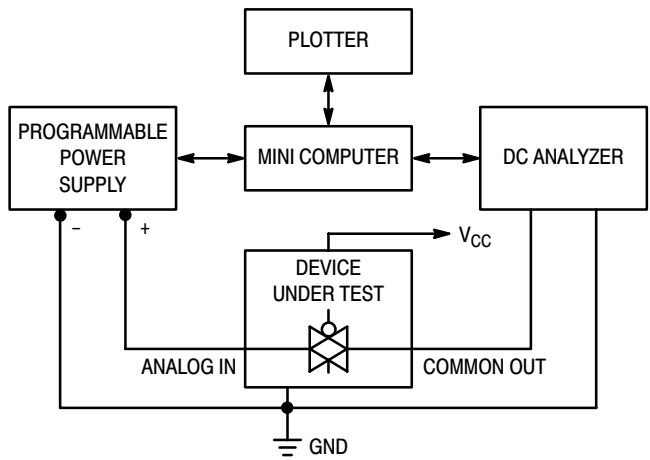 PLOTTER
PROGRAMMABLE
POWER
SUPPLY
MINI COMPUTER
DC ANALYZER
–
+
VCC
DEVICE
UNDER TEST
ANALOG IN
COMMON OUT
GND